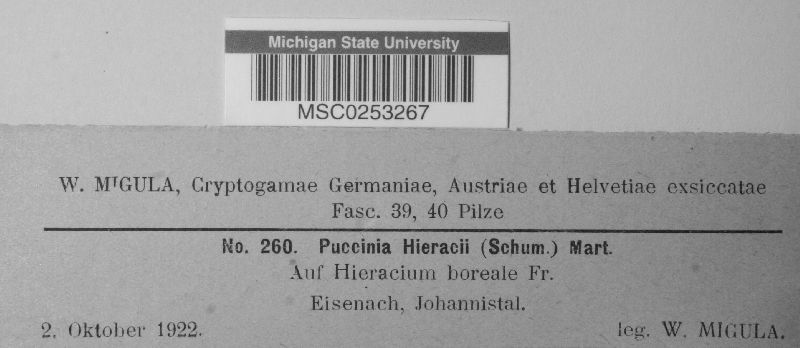 Michigan State University
MSC0253267
W. MIGULA, Cryptogamae Germaniae, Austriae et Helvetiae exsiccatae
Fasc. 39, 40 Pilze
No. 260. Puccinia Hieracii (Schum.) Mart.
Auf Hieracium boreale Fr.
Eisenach, Johannistal.
2. Oktober 1922. leg. W. MIGULA.